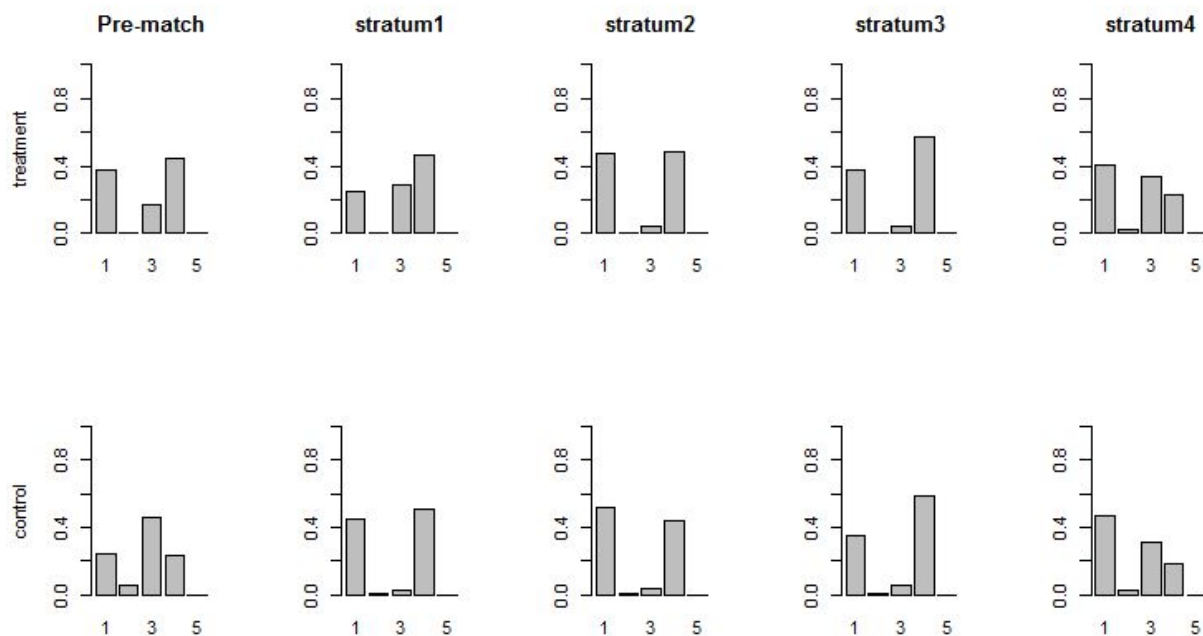 Pre-match stratum1 stratum2 stratum3 stratum4
treatment
0.0 0.4 0.8 0.0 0.4 0.8 0.0 0.4 0.8 0.0 0.4 0.8 0.0 0.4 0.8
1 3 5 1 3 5 1 3 5 1 3 5 1 3 5
control
0.0 0.4 0.8 0.0 0.4 0.8 0.0 0.4 0.8 0.0 0.4 0.8 0.0 0.4 0.8
1 3 5 1 3 5 1 3 5 1 3 5 1 3 5